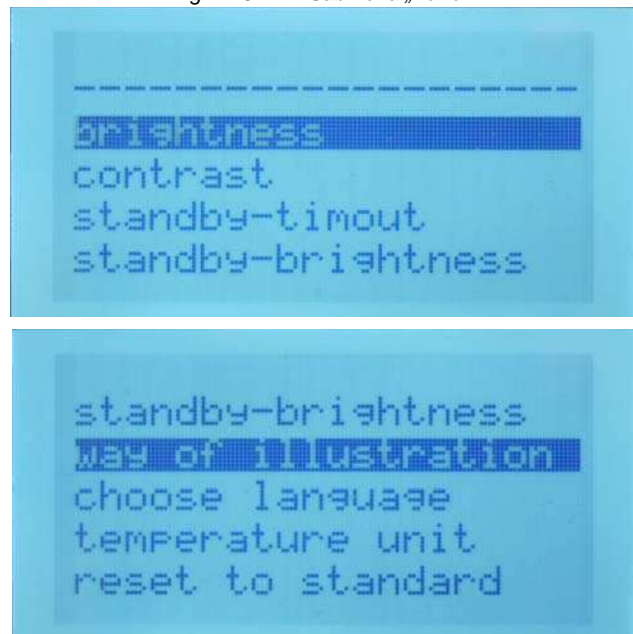 --------------------
brightness
contrast
standby-timout
standby-brightness
standby-brightness
way of illustration
choose language
temperature unit
reset to standard